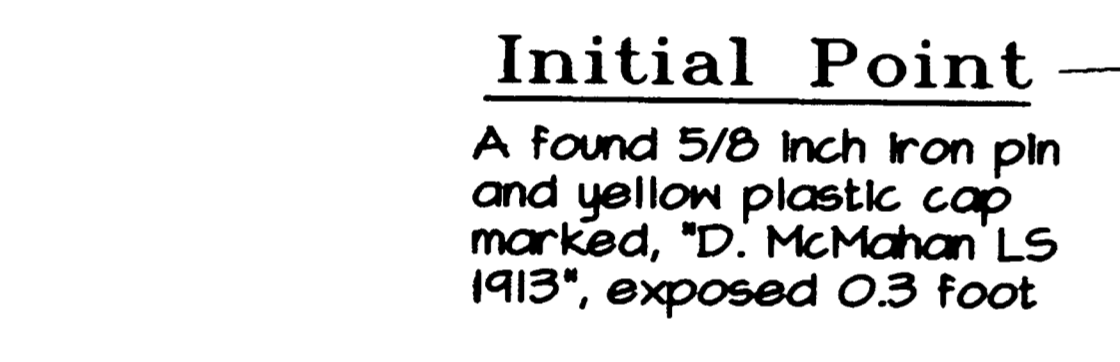 Initial Point
A found 5/8 inch iron pin
and yellow plastic cap
marked, "D. McMahan LS
1913", exposed 0.3 foot